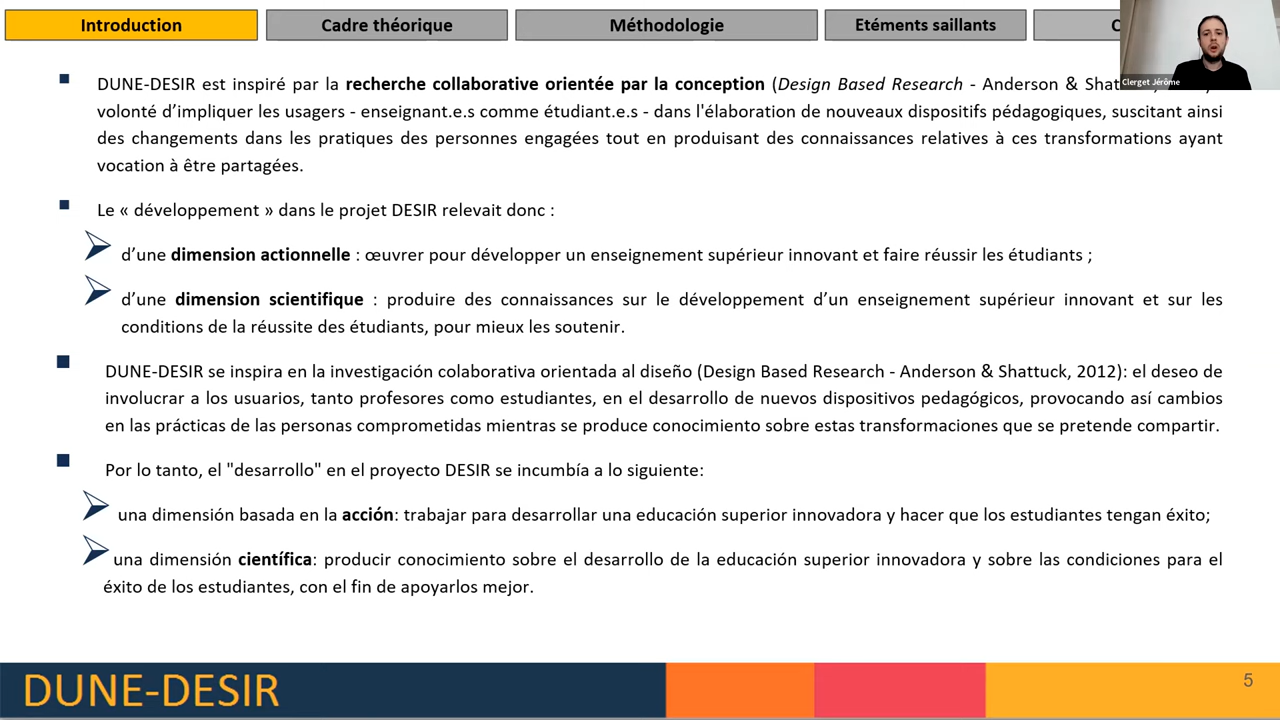 Introduction
Cadre théorique
Méthodologie
Etéments saillants
C
Clerget Jérôme
DUNE-DESIR est inspiré par la recherche collaborative orientée par la conception (Design Based Research - Anderson &
volonté d’impliquer les usagers - enseignant.e.s comme étudiant.e.s - dans l'élaboration de nouveaux dispositifs pédagogiques, suscitant ainsi
des changements dans les pratiques des personnes engagées tout en produisant des connaissances relatives à ces transformations ayant
vocation à être partagées.
Le « développement » dans le projet DESIR relevait donc :
d’une dimension actionnelle : œuvrer pour développer un enseignement supérieur innovant et faire réussir les étudiants ;
d’une dimension scientifique : produire des connaissances sur le développement d’un enseignement supérieur innovant et sur les
conditions de la réussite des étudiants, pour mieux les soutenir.
DUNE-DESIR se inspira en la investigación colaborativa orientada al diseño (Design Based Research - Anderson & Shattuck, 2012): el deseo de
involucrar a los usuarios, tanto profesores como estudiantes, en el desarrollo de nuevos dispositivos pedagógicos, provocando así cambios
en las prácticas de las personas comprometidas mientras se produce conocimiento sobre estas transformaciones que se pretende compartir.
Por lo tanto, el "desarrollo" en el proyecto DESIR se incumbía a lo siguiente:
una dimensión basada en la acción: trabajar para desarrollar una educación superior innovadora y hacer que los estudiantes tengan éxito;
una dimensión científica: producir conocimiento sobre el desarrollo de la educación superior innovadora y sobre las condiciones para el
éxito de los estudiantes, con el fin de apoyarlos mejor.
DUNE-DESIR
5